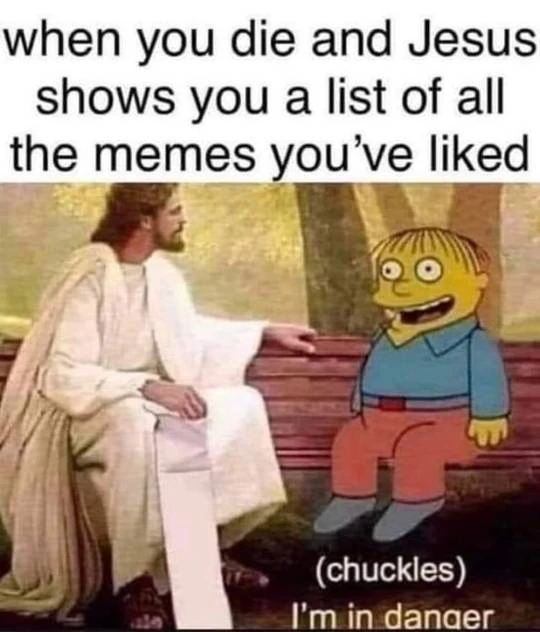 when you die and Jesus
shows you a list of all
the memes you've liked
(chuckles)
I'm in danger